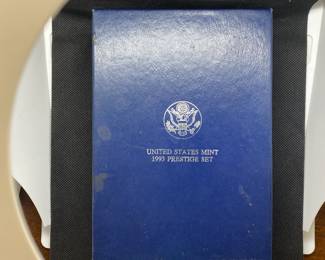 UNITED STATES MINT
1993 PRESTIGE SET